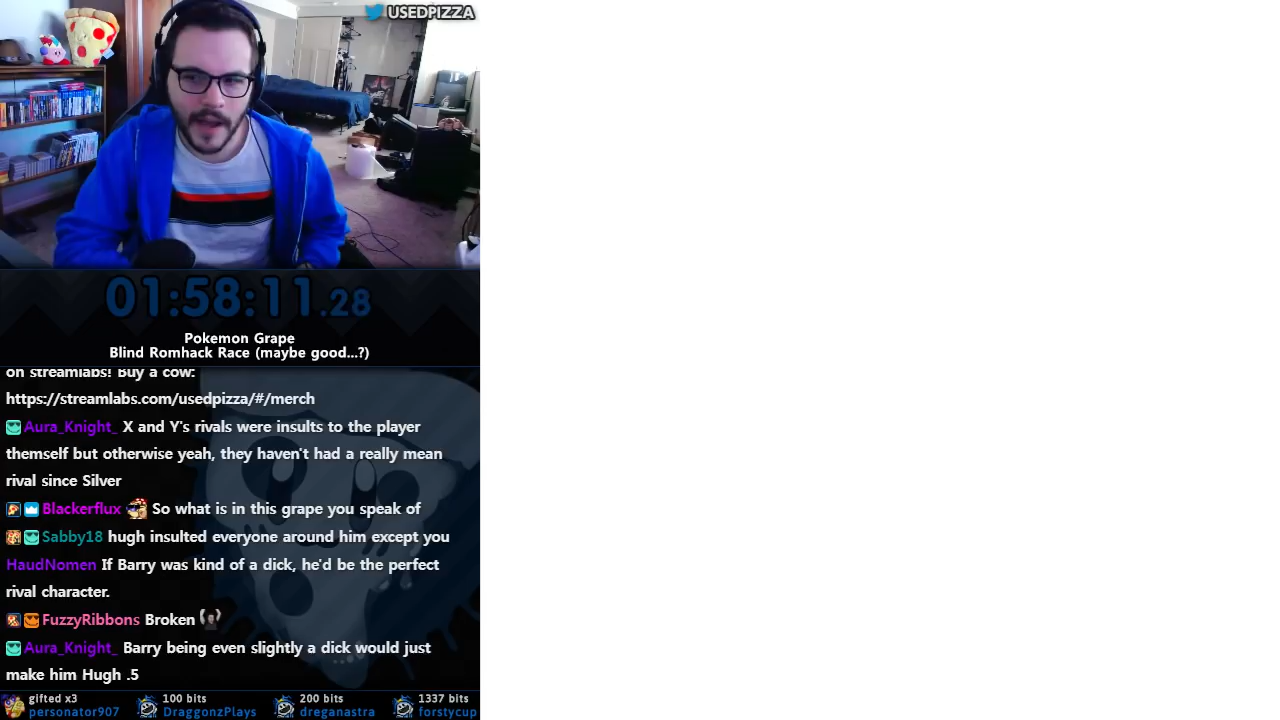 USEDPIZZA
01:58:11.28
Pokemon Grape
Blind Romhack Race (maybe good...?)
on streamlabs! Buy a cow:
https://streamlabs.com/usedpizza/#/merch
Aura_Knight_ X and Y's rivals were insults to the player
themself but otherwise yeah, they haven't had a really mean
rival since Silver
Blackerflux So what is in this grape you speak of
Sabby18 hugh insulted everyone around him except you
HaudNomen If Barry was kind of a dick, he'd be the perfect
rival character.
FuzzyRibbons Broken
Aura_Knight_ Barry being even slightly a dick would just
make him Hugh .5
gifted x3 100 bits 200 bits 1337 bits
personator907 DraggonzPlays dreganastra forstycup